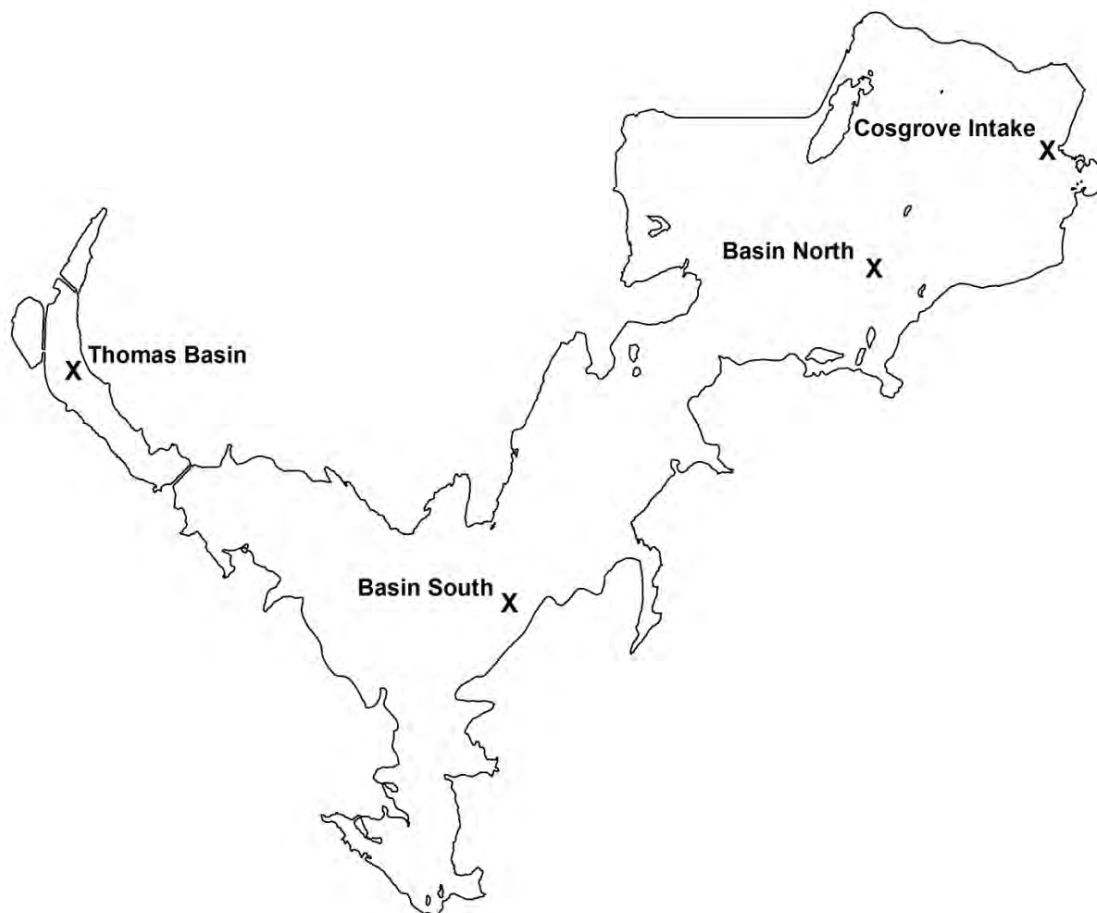 Cosgrove Intake
X
Basin North
X
Thomas Basin
X
Basin South
X